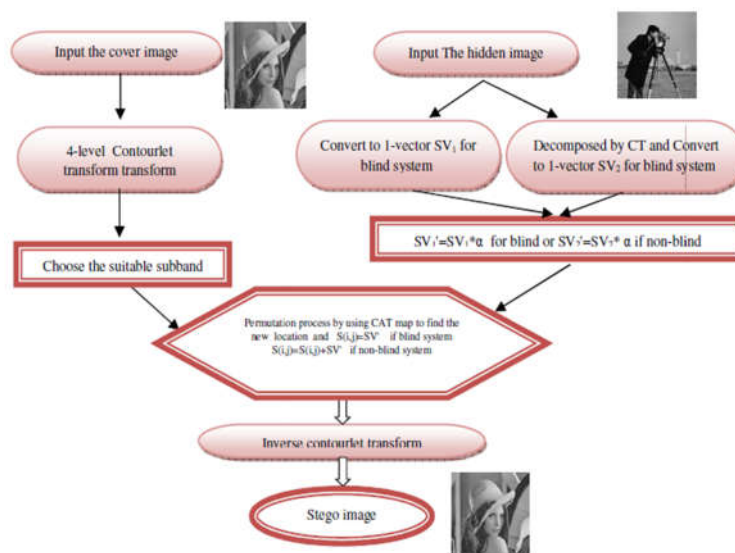 Input the cover image
Input The hidden image
4-level Contourlet
transform transform
Convert to 1-vector SV₁ for
blind system
Decomposed by CT and Convert
to 1-vector SV₂ for blind system
Choose the suitable subband
SV₁'=SV₁*α for blind or SV₂'=SV₂* α if non-blind
Permutation process by using CAT map to find the
new location and S(i,j)=SV' if blind system
S(i,j)=S(i,j)+SV' if non-blind system
Inverse contourlet transform
Stego image